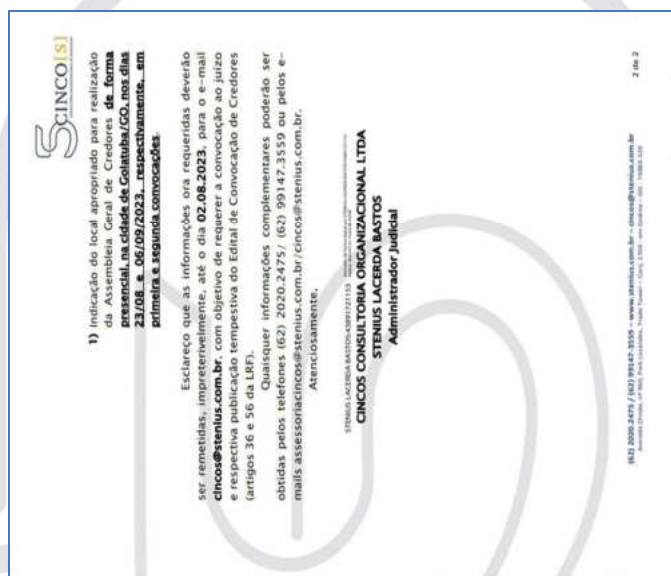 5CINCO[S]
1) Indicação do local apropriado para realização
da Assembleia Geral de Credores de forma
presencial, na cidade de Goiatuba/GO, nos dias
23/08 e 06/09/2023, respectivamente, em
primeira e segunda convocações.
Esclareço que as informações ora requeridas deverão
ser remetidas, impreterivelmente, até o dia 02.08.2023, para o e-mail
cincos@stenius.com.br, com objetivo de requerer a convocação ao juízo
e respectiva publicação tempestiva do Edital de Convocação de Credores
(artigos 36 e 56 da LRF).
Quaisquer informações complementares poderão ser
obtidas pelos telefones (62) 2020.2475/ (62) 99147.3559 ou pelos e-
mails assessoriacincos@stenius.com.br/cincos@stenius.com.br.
Atenciosamente,
STENIUS LACERDA BASTOS:45891721153
CINCOS CONSULTORIA ORGANIZACIONAL LTDA
STENIUS LACERDA BASTOS
Administrador Judicial
(62) 2020.2475 / (62) 99147-3559 – www.stenius.com.br – cincos@stenius.com.br
2 de 2